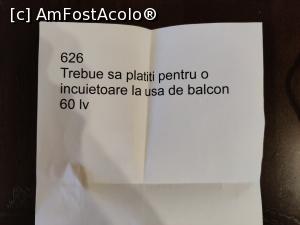 [c] AmFostAcolo®
626
Trebue sa platiti pentru o
incuietoare la usa de balcon
60 lv